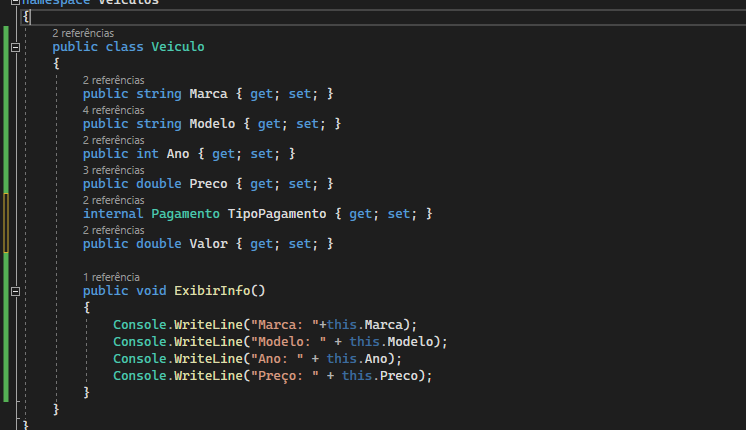 namespace Veiculos
{
2 referências
public class Veiculo
{
2 referências
public string Marca { get; set; }
4 referências
public string Modelo { get; set; }
2 referências
public int Ano { get; set; }
3 referências
public double Preco { get; set; }
2 referências
internal Pagamento TipoPagamento { get; set; }
2 referências
public double Valor { get; set; }
1 referência
public void ExibirInfo()
{
Console.WriteLine("Marca: "+this.Marca);
Console.WriteLine("Modelo: " + this.Modelo);
Console.WriteLine("Ano: " + this.Ano);
Console.WriteLine("Preço: " + this.Preco);
}
}
}